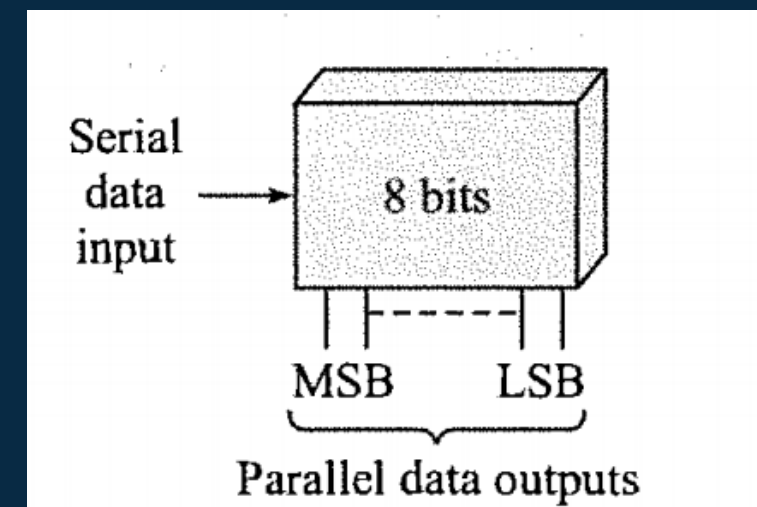 Serial
data
input
8 bits
MSB LSB
Parallel data outputs